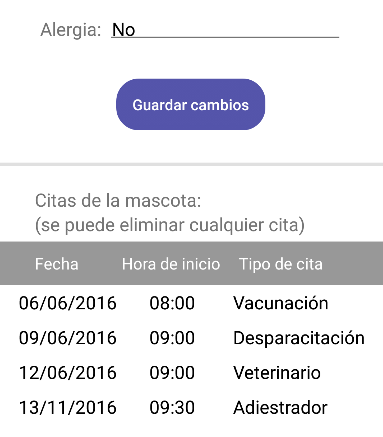 Alergia: No
Guardar cambios
Citas de la mascota:
(se puede eliminar cualquier cita)
Fecha Hora de inicio Tipo de cita
06/06/2016 08:00 Vacunación
09/06/2016 09:00 Desparacitación
12/06/2016 09:00 Veterinario
13/11/2016 09:30 Adiestrador